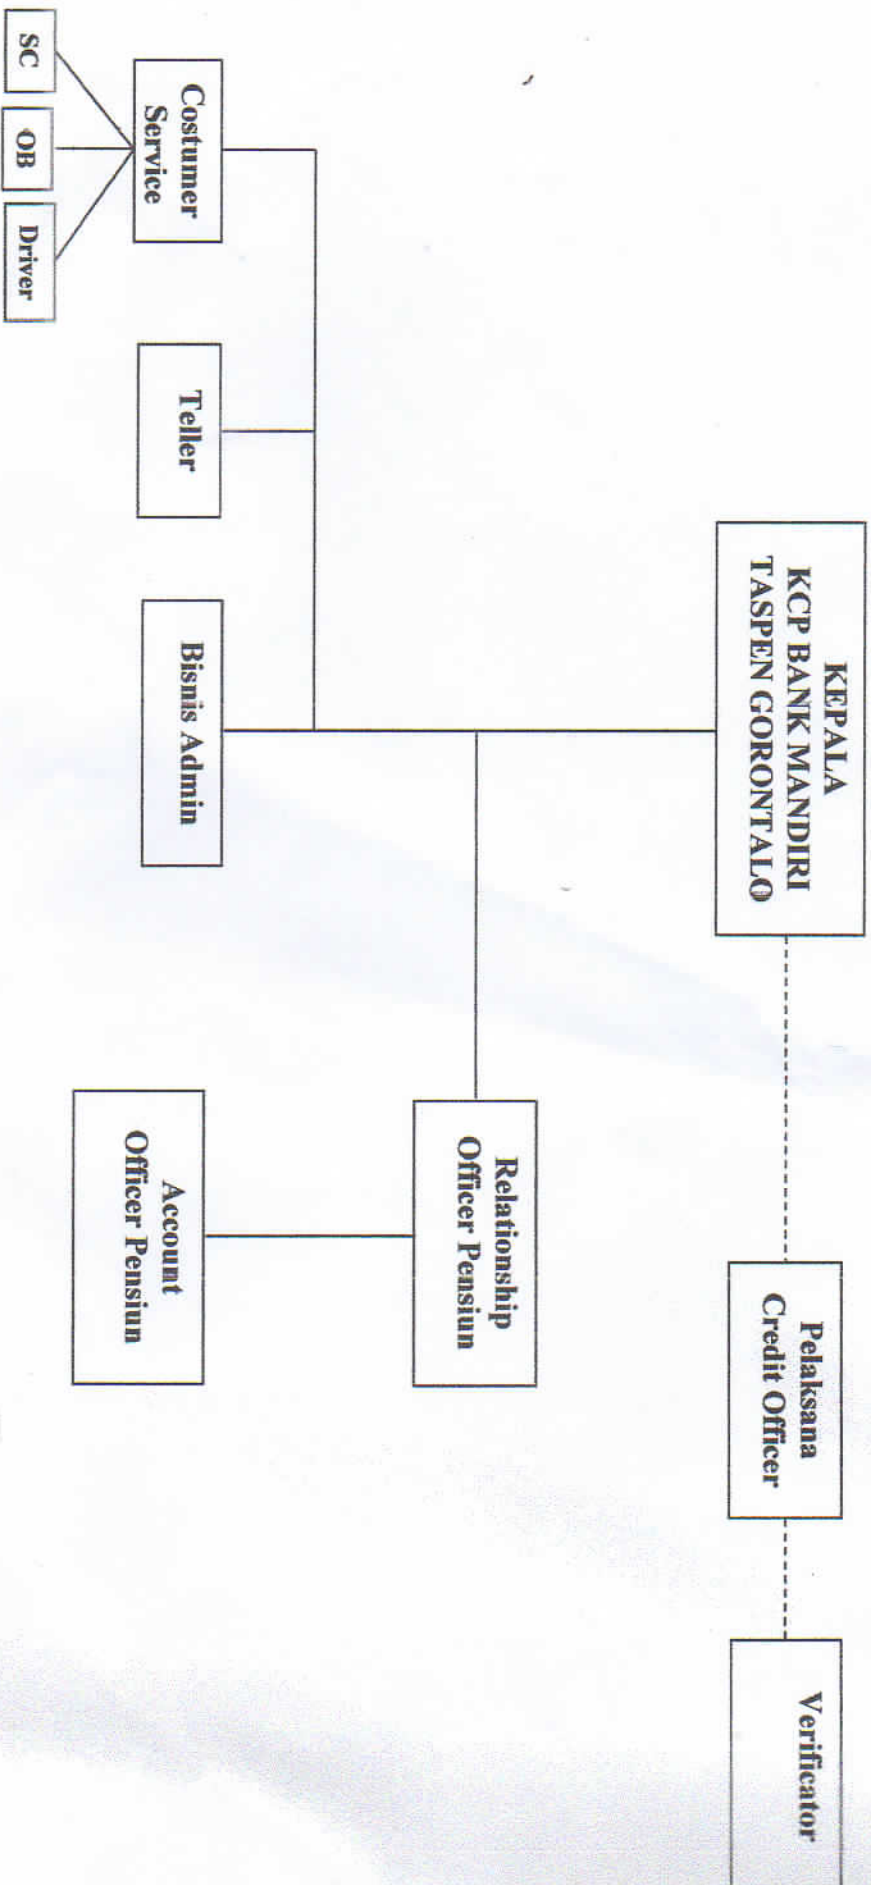 KEPALA
KCP BANK MANDIRI
TASPEN GORONTALO
Pelaksana
Credit Officer
Verificator
Relationship
Officer Pensiun
Account
Officer Pensiun
Costumer
Service
Teller
Bisnis Admin
SC
OB
Driver